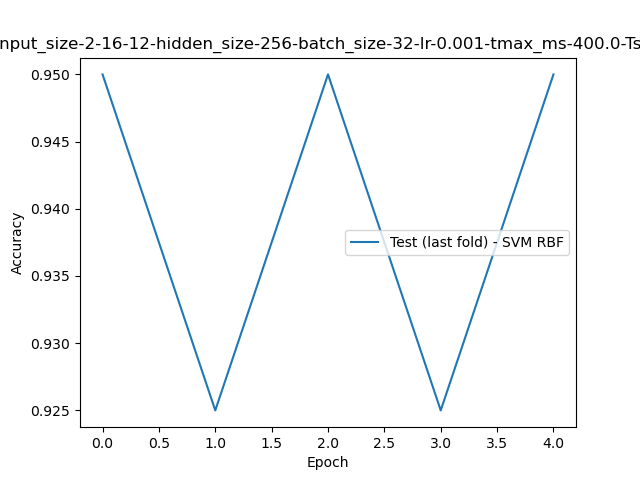 nput_size-2-16-12-hidden_size-256-batch_size-32-lr-0.001-tmax_ms-400.0-Ts
0.950
0.945
0.940
0.935
0.930
0.925
Accuracy
Test (last fold) - SVM RBF
0.0 0.5 1.0 1.5 2.0 2.5 3.0 3.5 4.0
Epoch